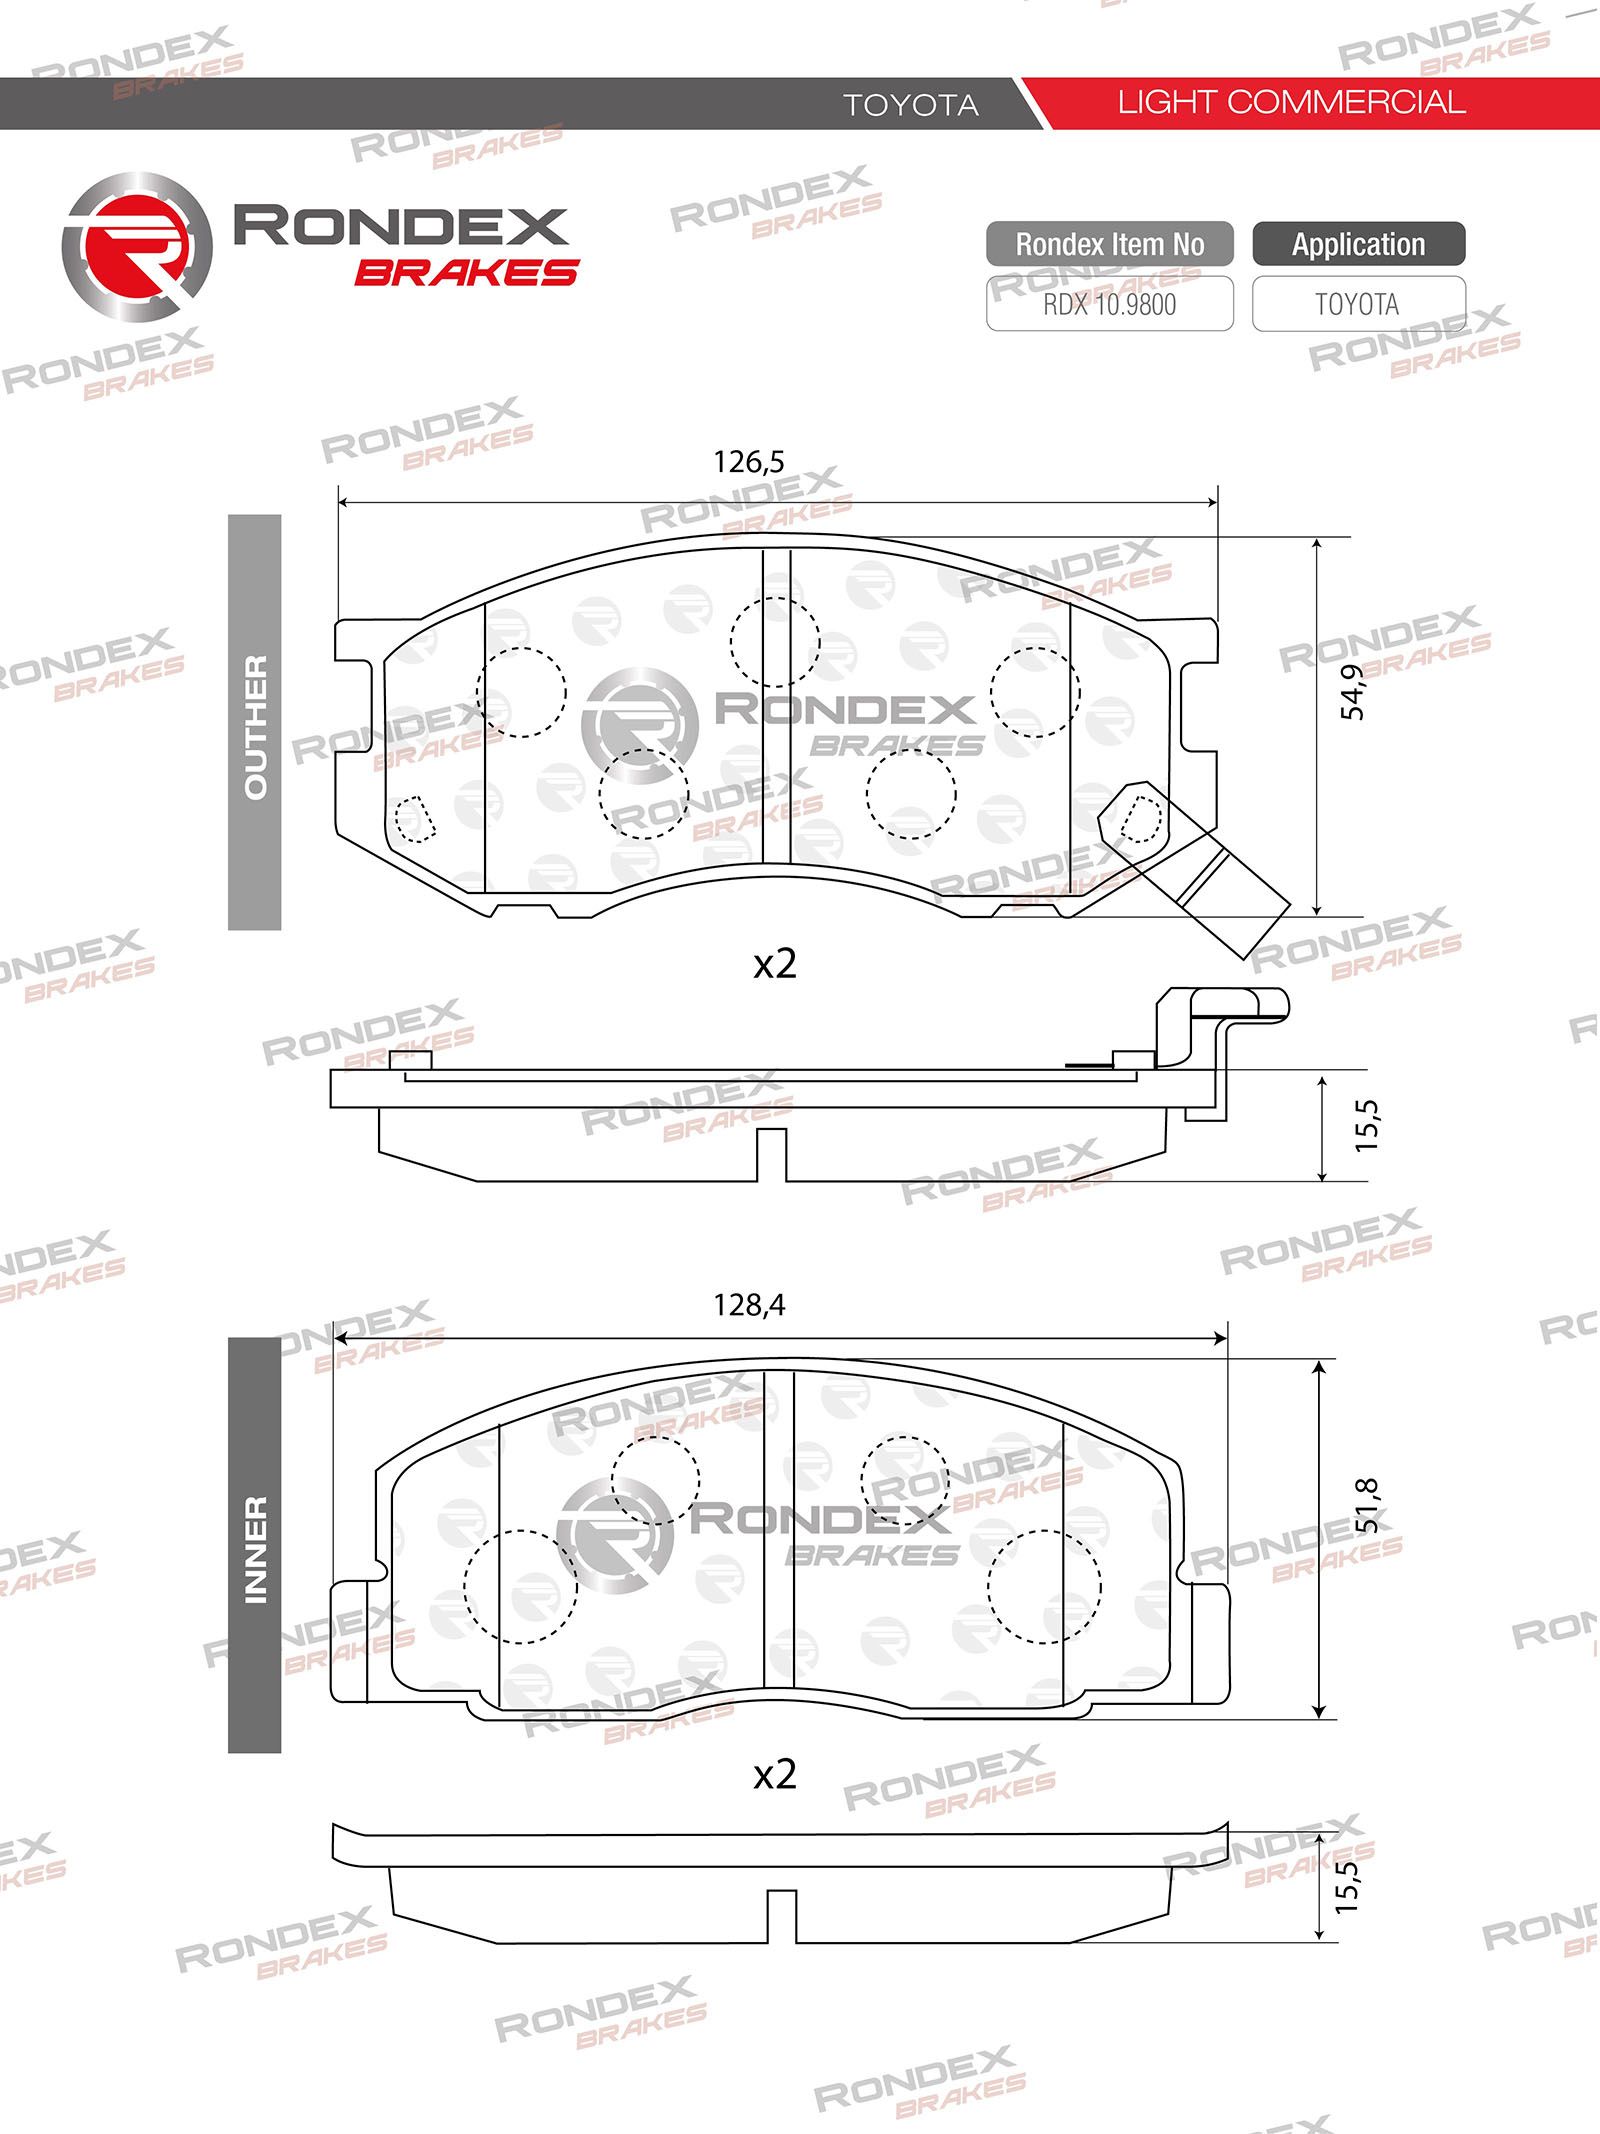 TOYOTA
LIGHT COMMERCIAL
RONDEX
BRAKES
Rondex Item No
Application
RDX 10.9800
TOYOTA
126,5
OUTHER
54,9
RONDEX
BRAKES
x2
15,5
128,4
INNER
51,8
RONDEX
BRAKES
x2
15,5